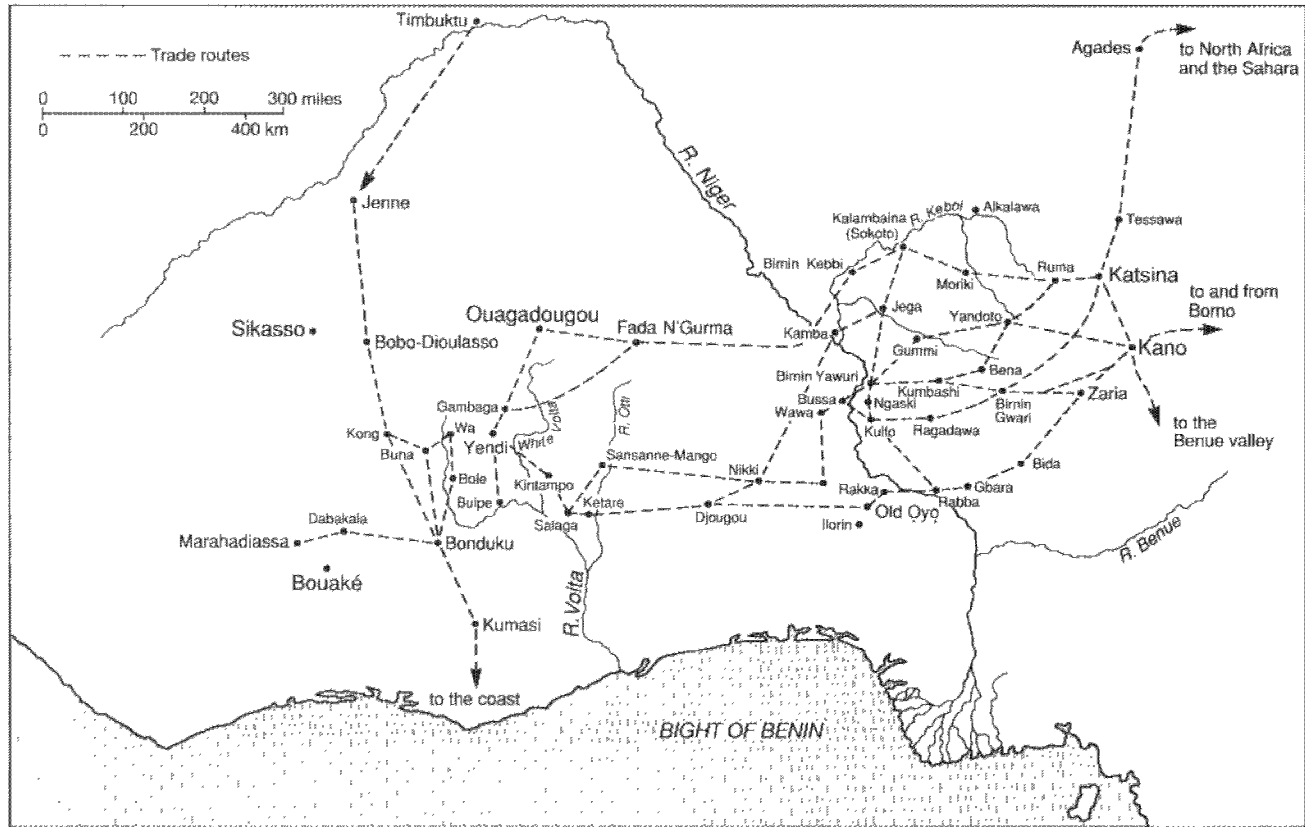 Timbuktu
Trade routes
0 100 200 300 miles
0 200 400 km
Agades
to North Africa
and the Sahara
R. Niger
Jenne
Kalambaina
(Sokoto)
R. Kebbi
Alkalawa
Tessawa
Birnin Kebbi
Moriki
Ruma
Katsina
to and from
Borno
Sikasso
Ouagadougou
Fada N'Gurma
Bobo-Dioulasso
Jega
Kamba
Gummi
Yandoto
Kano
Birnin Yawuri
Bena
Kumbashi
Bussa
Ngaski
Birnin
Gwari
Zaria
Wawa
Kulfo
Ragadawa
to the
Benue valley
Gambaga
White Volta
R. Otti
Kong
Wa
Yendi
Buna
Bole
Kintampo
Sansanne-Mango
Nikki
Bida
Buipe
Ketare
Salaga
Djougou
Rakka
Gbara
Rabba
Old Oyo
Ilorin
Dabakala
Marahadiassa
Bonduku
R. Benue
Bouaké
R. Volta
Kumasi
to the coast
BIGHT OF BENIN